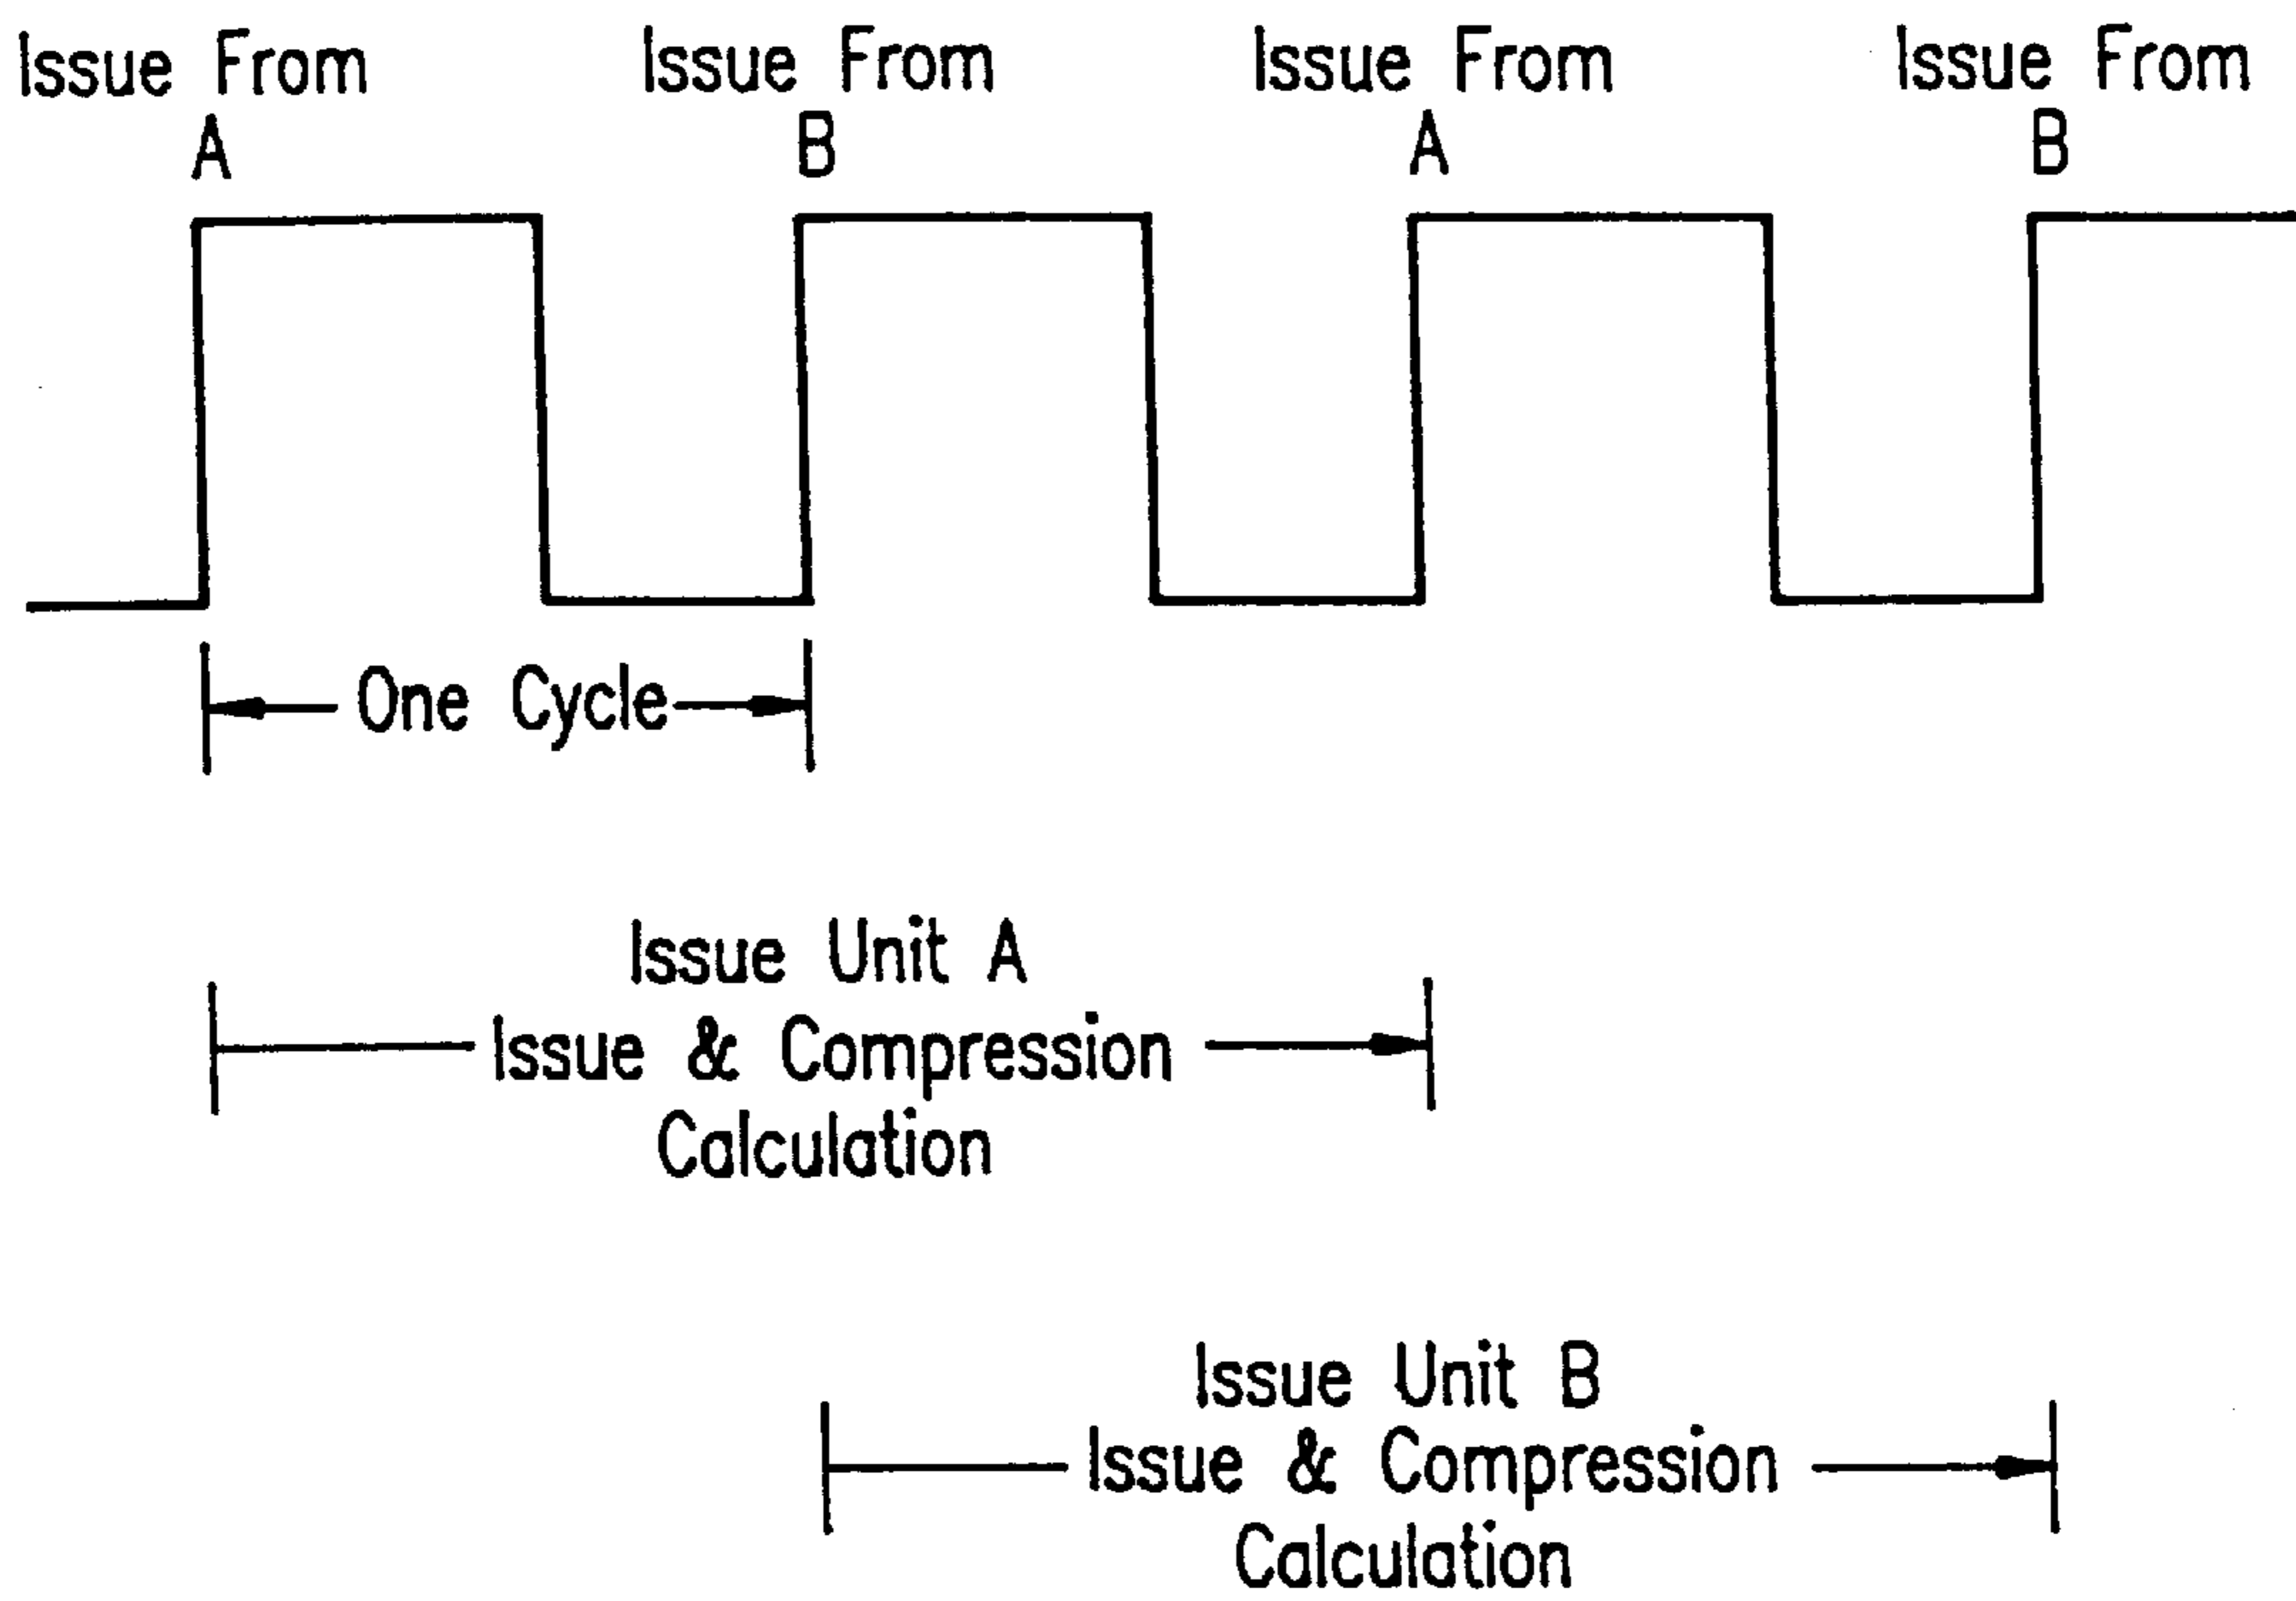 Issue From
A
Issue From
B
Issue From
A
Issue From
B
One Cycle
Issue Unit A
Issue & Compression
Calculation
Issue Unit B
Issue & Compression
Calculation